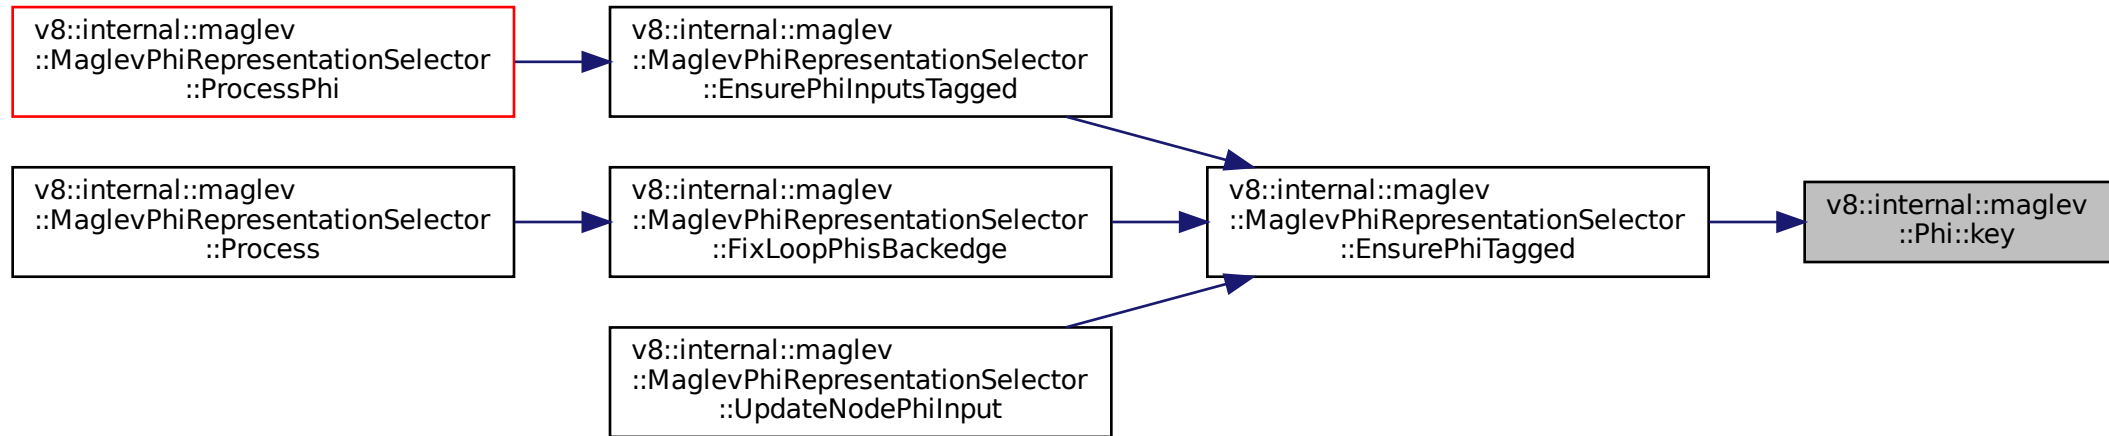 v8::internal::maglev
::MaglevPhiRepresentationSelector
::ProcessPhi
v8::internal::maglev
::MaglevPhiRepresentationSelector
::EnsurePhiInputsTagged
v8::internal::maglev
::MaglevPhiRepresentationSelector
::Process
v8::internal::maglev
::MaglevPhiRepresentationSelector
::FixLoopPhisBackedge
v8::internal::maglev
::MaglevPhiRepresentationSelector
::EnsurePhiTagged
v8::internal::maglev
::Phi::key
v8::internal::maglev
::MaglevPhiRepresentationSelector
::UpdateNodePhiInput